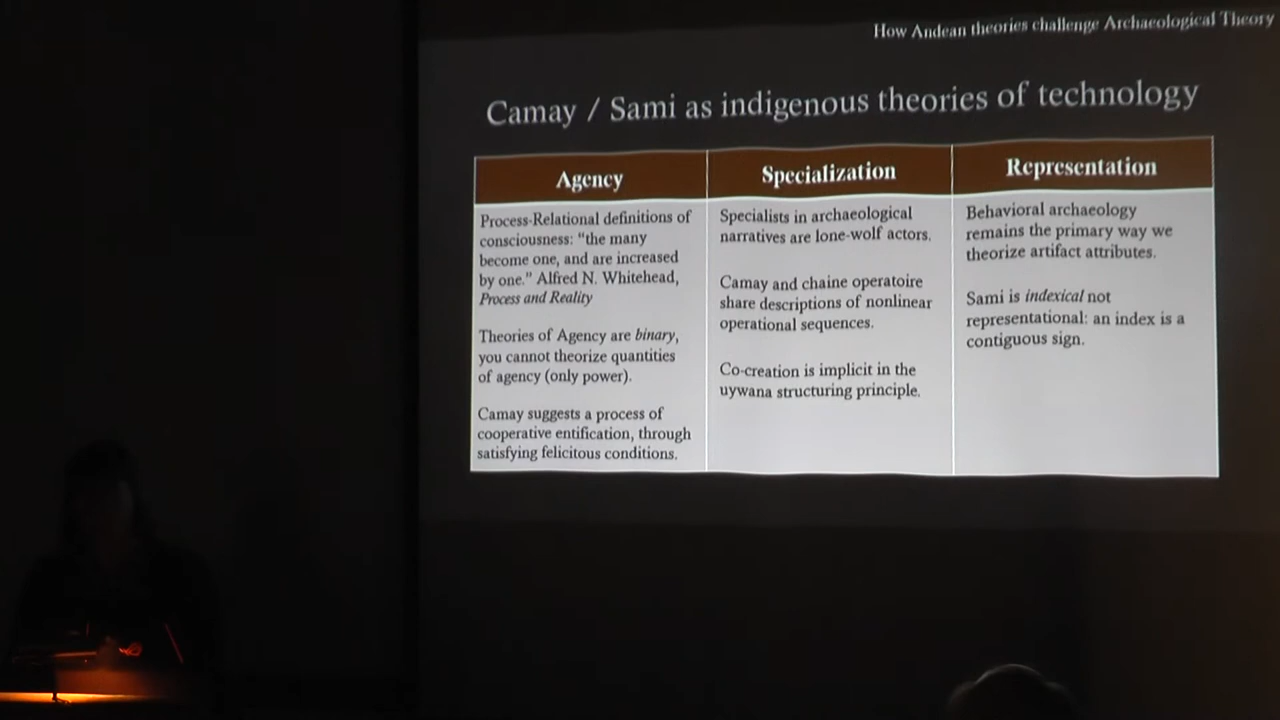 How Andean theories challenge Archaeological Theory
Camay / Sami as indigenous theories of technology
Agency
Process-Relational definitions of
consciousness: “the many
become one, and are increased
by one.” Alfred N. Whitehead,
Process and Reality
Theories of Agency are binary,
you cannot theorize quantities
of agency (only power).
Camay suggests a process of
cooperative entification, through
satisfying felicitous conditions.
Specialization
Specialists in archaeological
narratives are lone-wolf actors.
Camay and chaine operatoire
share descriptions of nonlinear
operational sequences.
Co-creation is implicit in the
uywana structuring principle.
Representation
Behavioral archaeology
remains the primary way we
theorize artifact attributes.
Sami is indexical not
representational: an index is a
contiguous sign.